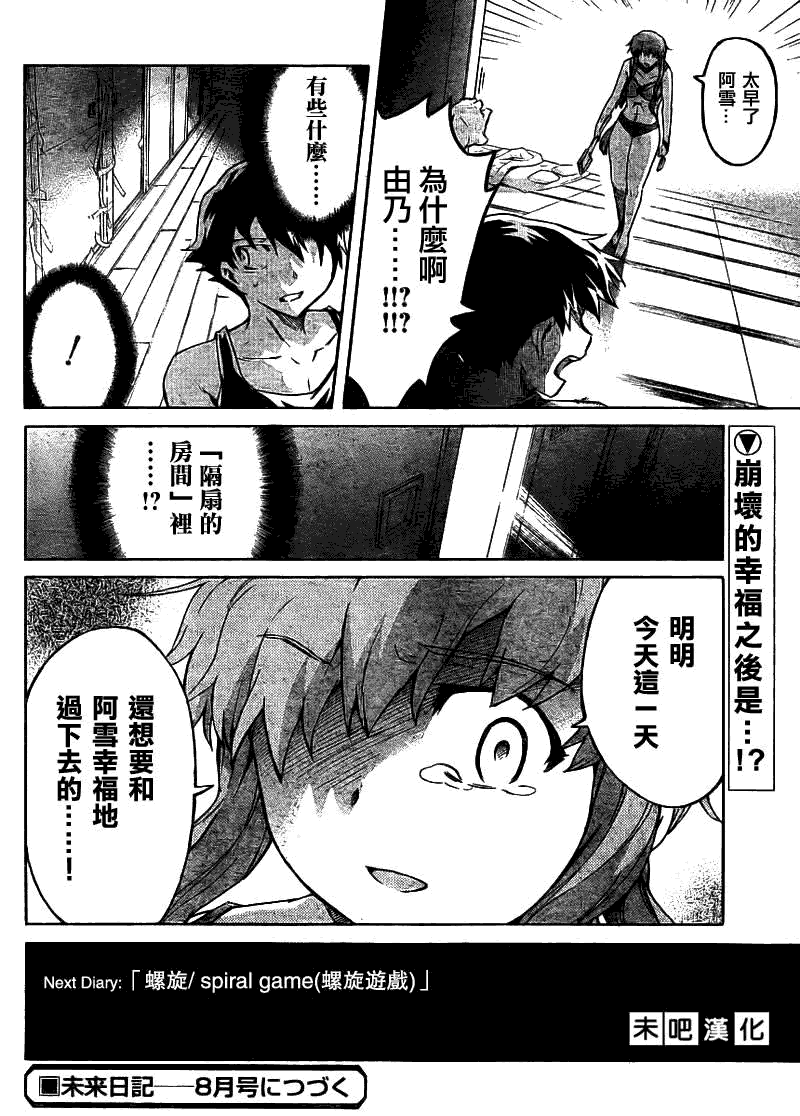 太早了
阿雪…
為什麼啊
由乃……
!!?
!!?
有些什麼……
！
「隔扇的
房間」裡
……!?
▼崩壞的幸福之後是…!?
明明
今天這一天
還想要和
阿雪幸福地
過下去的……！
Next Diary:「螺旋/ spiral game(螺旋遊戲)」
未吧漢化
■未来日記──8月号につづく